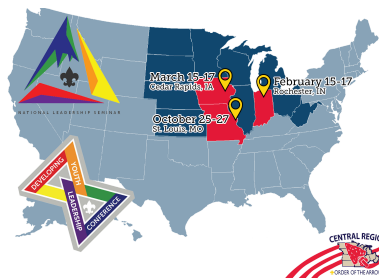 March 15-17
Cedar Rapids, IA
February 15-17
Rochester, IN
October 25-27
St. Louis, MO
NATIONAL LEADERSHIP SEMINAR
DEVELOPING
YOUTH
LEADERSHIP
CONFERENCE
CENTRAL REGIO
ORDER OF THE ARROW